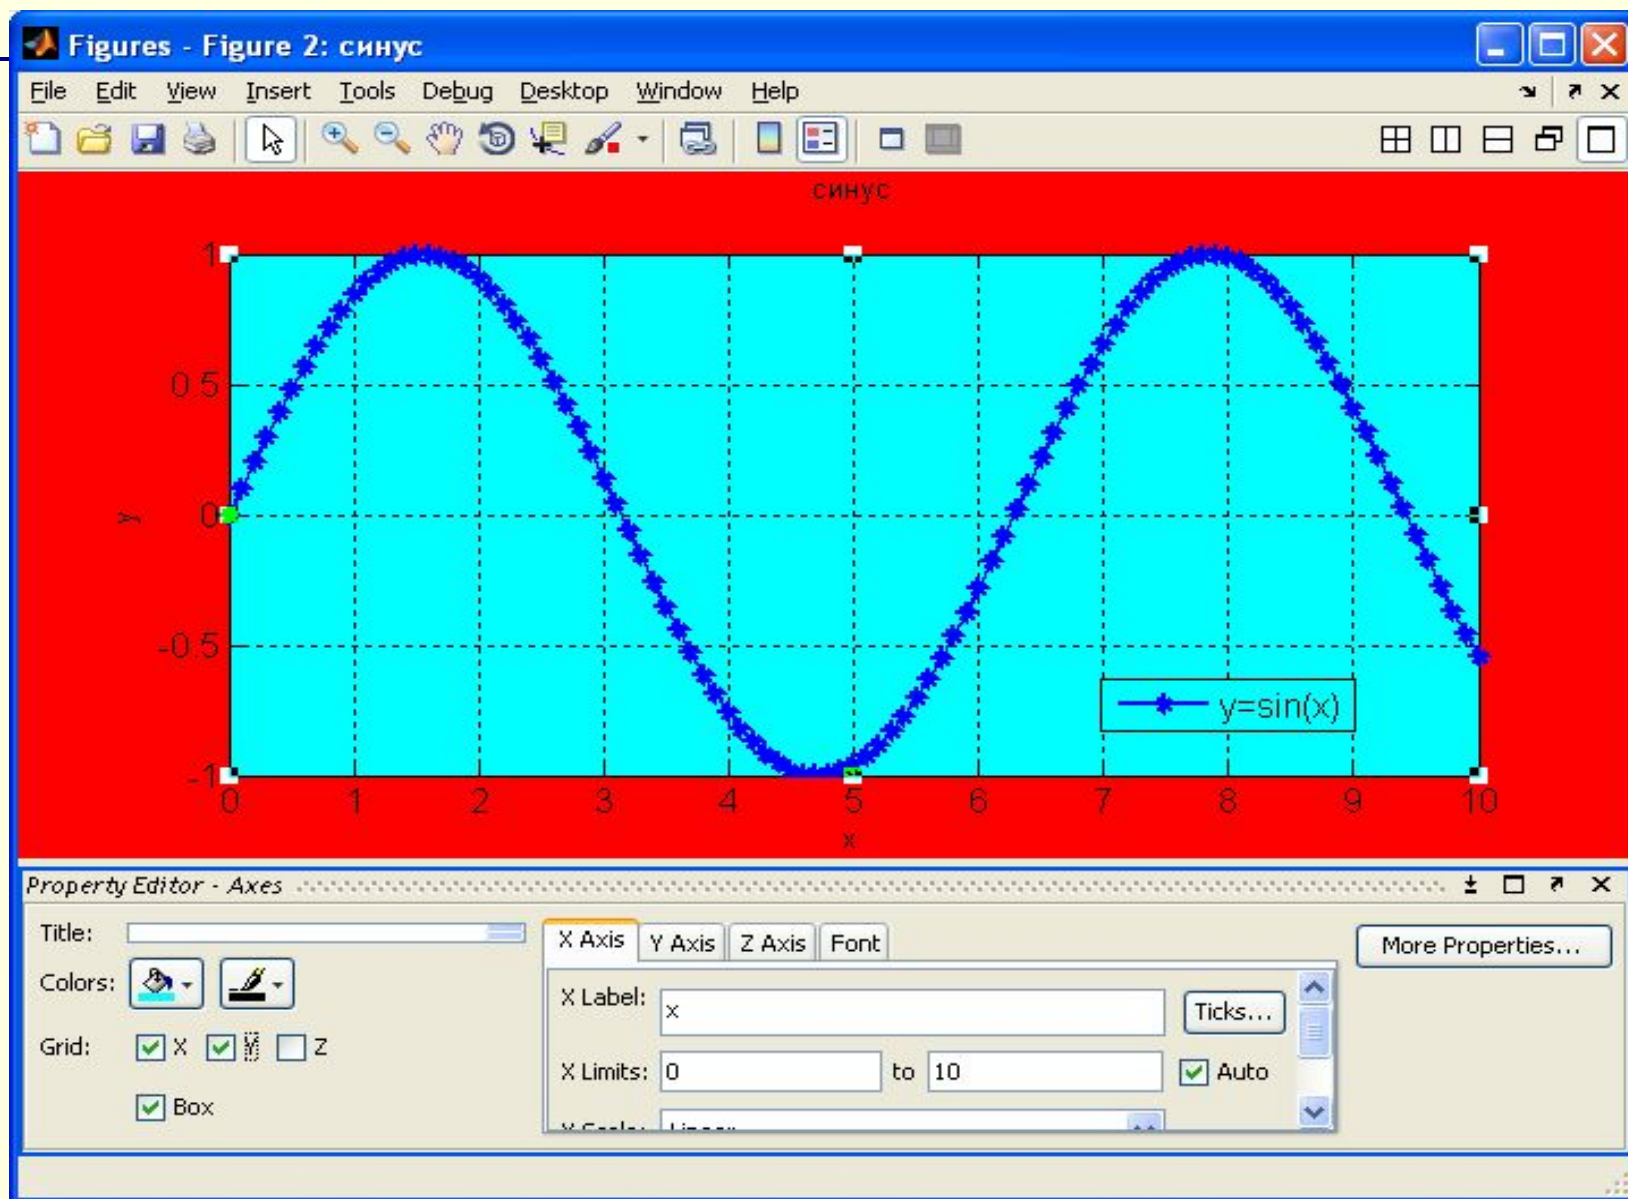 Figures - Figure 2: синус
File Edit View Insert Tools Debug Desktop Window Help
синус
1
0.5
0
-0.5
-1
y
0 1 2 3 4 5 6 7 8 9 10
x
y=sin(x)
Property Editor - Axes
Title:
Colors:
Grid: X Y Z
Box
X Axis Y Axis Z Axis Font
X Label: x Ticks...
X Limits: 0 to 10 Auto
X Scale: Linear
More Properties...